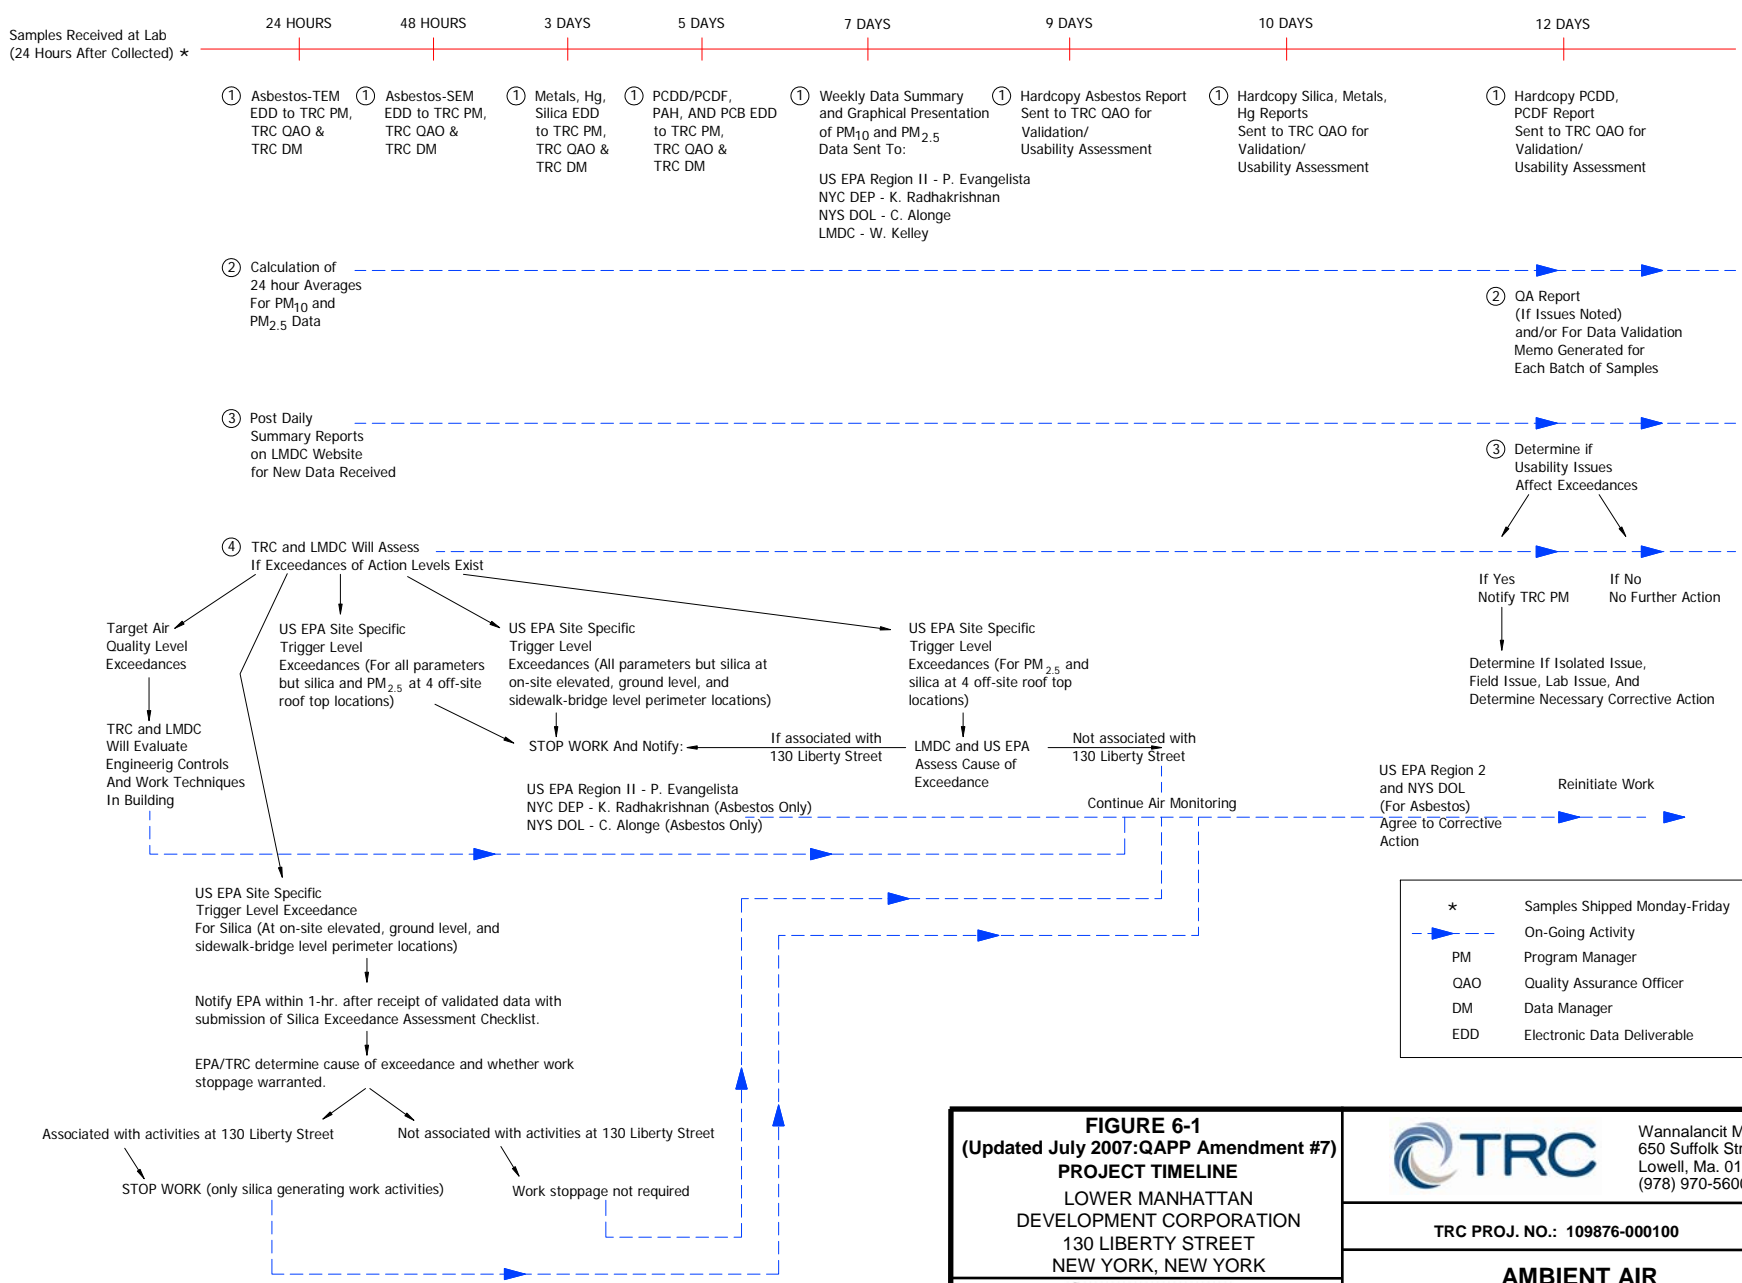 Samples Received at Lab
(24 Hours After Collected) *
24 HOURS
48 HOURS
3 DAYS
5 DAYS
7 DAYS
9 DAYS
10 DAYS
12 DAYS
1 Asbestos-TEM
EDD to TRC PM,
TRC QAO &
TRC DM
1 Asbestos-SEM
EDD to TRC PM,
TRC QAO &
TRC DM
1 Metals, Hg,
Silica EDD
to TRC PM,
TRC QAO &
TRC DM
1 PCDD/PCDF,
PAH, AND PCB EDD
to TRC PM,
TRC QAO &
TRC DM
1 Weekly Data Summary
and Graphical Presentation
of PM10 and PM2.5
Data Sent To:
US EPA Region II - P. Evangelista
NYC DEP - K. Radhakrishnan
NYS DOL - C. Alonge
LMDC - W. Kelley
1 Hardcopy Asbestos Report
Sent to TRC QAO for
Validation/
Usability Assessment
1 Hardcopy Silica, Metals,
Hg Reports
Sent to TRC QAO for
Validation/
Usability Assessment
1 Hardcopy PCDD,
PCDF Report
Sent to TRC QAO for
Validation/
Usability Assessment
2 Calculation of
24 hour Averages
For PM10 and
PM2.5 Data
2 QA Report
(If Issues Noted)
and/or For Data Validation
Memo Generated for
Each Batch of Samples
3 Post Daily
Summary Reports
on LMDC Website
for New Data Received
3 Determine if
Usability Issues
Affect Exceedances
4 TRC and LMDC Will Assess
If Exceedances of Action Levels Exist
If Yes
Notify TRC PM
If No
No Further Action
Determine If Isolated Issue,
Field Issue, Lab Issue, And
Determine Necessary Corrective Action
Target Air
Quality Level
Exceedances
US EPA Site Specific
Trigger Level
Exceedances (For all parameters
but silica and PM2.5 at 4 off-site
roof top locations)
US EPA Site Specific
Trigger Level
Exceedances (All parameters but silica at
on-site elevated, ground level, and
sidewalk-bridge level perimeter locations)
US EPA Site Specific
Trigger Level
Exceedances (For PM2.5 and
silica at 4 off-site roof top
locations)
TRC and LMDC
Will Evaluate
Engineerig Controls
And Work Techniques
In Building
STOP WORK And Notify:
If associated with
130 Liberty Street
LMDC and US EPA
Assess Cause of
Exceedance
Not associated with
130 Liberty Street
US EPA Region II - P. Evangelista
NYC DEP - K. Radhakrishnan (Asbestos Only)
NYS DOL - C. Alonge (Asbestos Only)
Continue Air Monitoring
US EPA Region 2
and NYS DOL
(For Asbestos)
Agree to Corrective
Action
Reinitiate Work
US EPA Site Specific
Trigger Level Exceedance
For Silica (At on-site elevated, ground level, and
sidewalk-bridge level perimeter locations)
Notify EPA within 1-hr. after receipt of validated data with
submission of Silica Exceedance Assessment Checklist.
EPA/TRC determine cause of exceedance and whether work
stoppage warranted.
Associated with activities at 130 Liberty Street
Not associated with activities at 130 Liberty Street
STOP WORK (only silica generating work activities)
Work stoppage not required
* Samples Shipped Monday-Friday
On-Going Activity
PM Program Manager
QAO Quality Assurance Officer
DM Data Manager
EDD Electronic Data Deliverable
FIGURE 6-1
(Updated July 2007:QAPP Amendment #7)
PROJECT TIMELINE
LOWER MANHATTAN
DEVELOPMENT CORPORATION
130 LIBERTY STREET
NEW YORK, NEW YORK
TRC
Wannalancit
650 Suffolk
Lowell, Ma.
(978)
TRC PROJ. NO.: 109876-000100
AMBIENT AIR